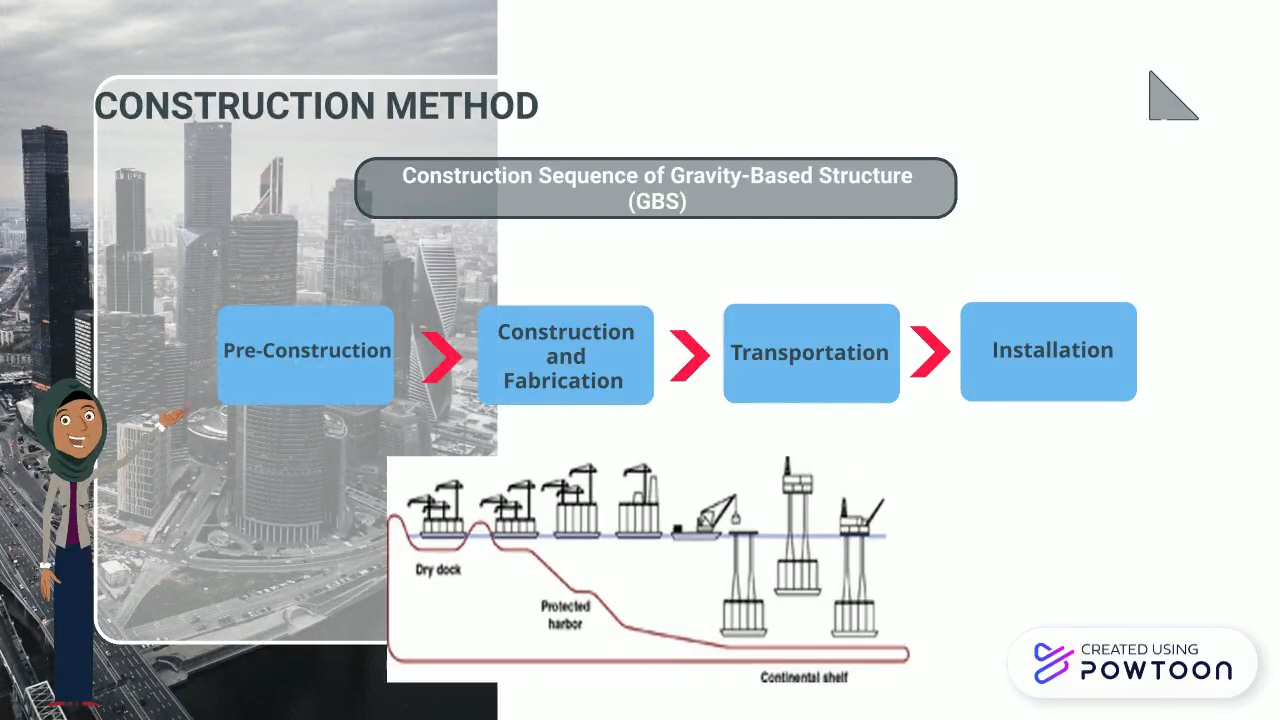 CONSTRUCTION METHOD
Construction Sequence of Gravity-Based Structure
(GBS)
Pre-Construction
Construction
and
Fabrication
Transportation
Installation
Dry dock
Protected
harbor
Continental shelf
CREATED USING
POWTOON